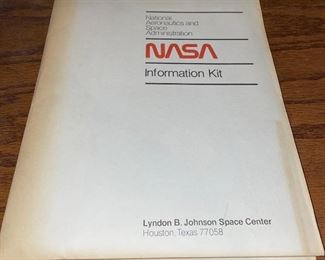 National
Aeronautics and
Space
Administration
NASA
Information Kit
Lyndon B. Johnson Space Center
Houston, Texas 77058